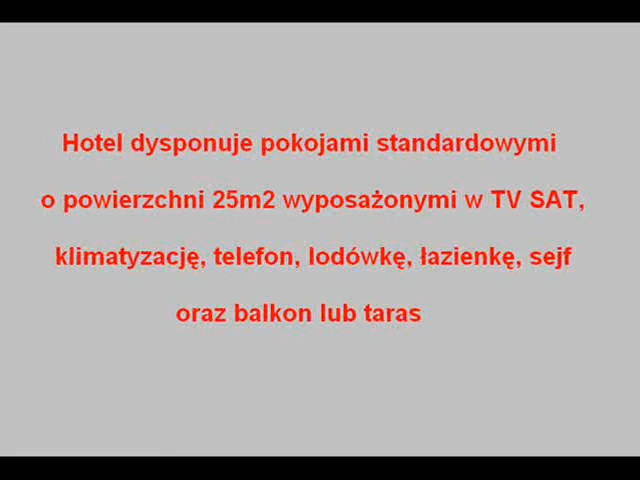 Hotel dysponuje pokojami standardowymi
o powierzchni 25m2 wyposażonymi w TV SAT,
klimatyzację, telefon, lodówkę, łazienkę, sejf
oraz balkon lub taras